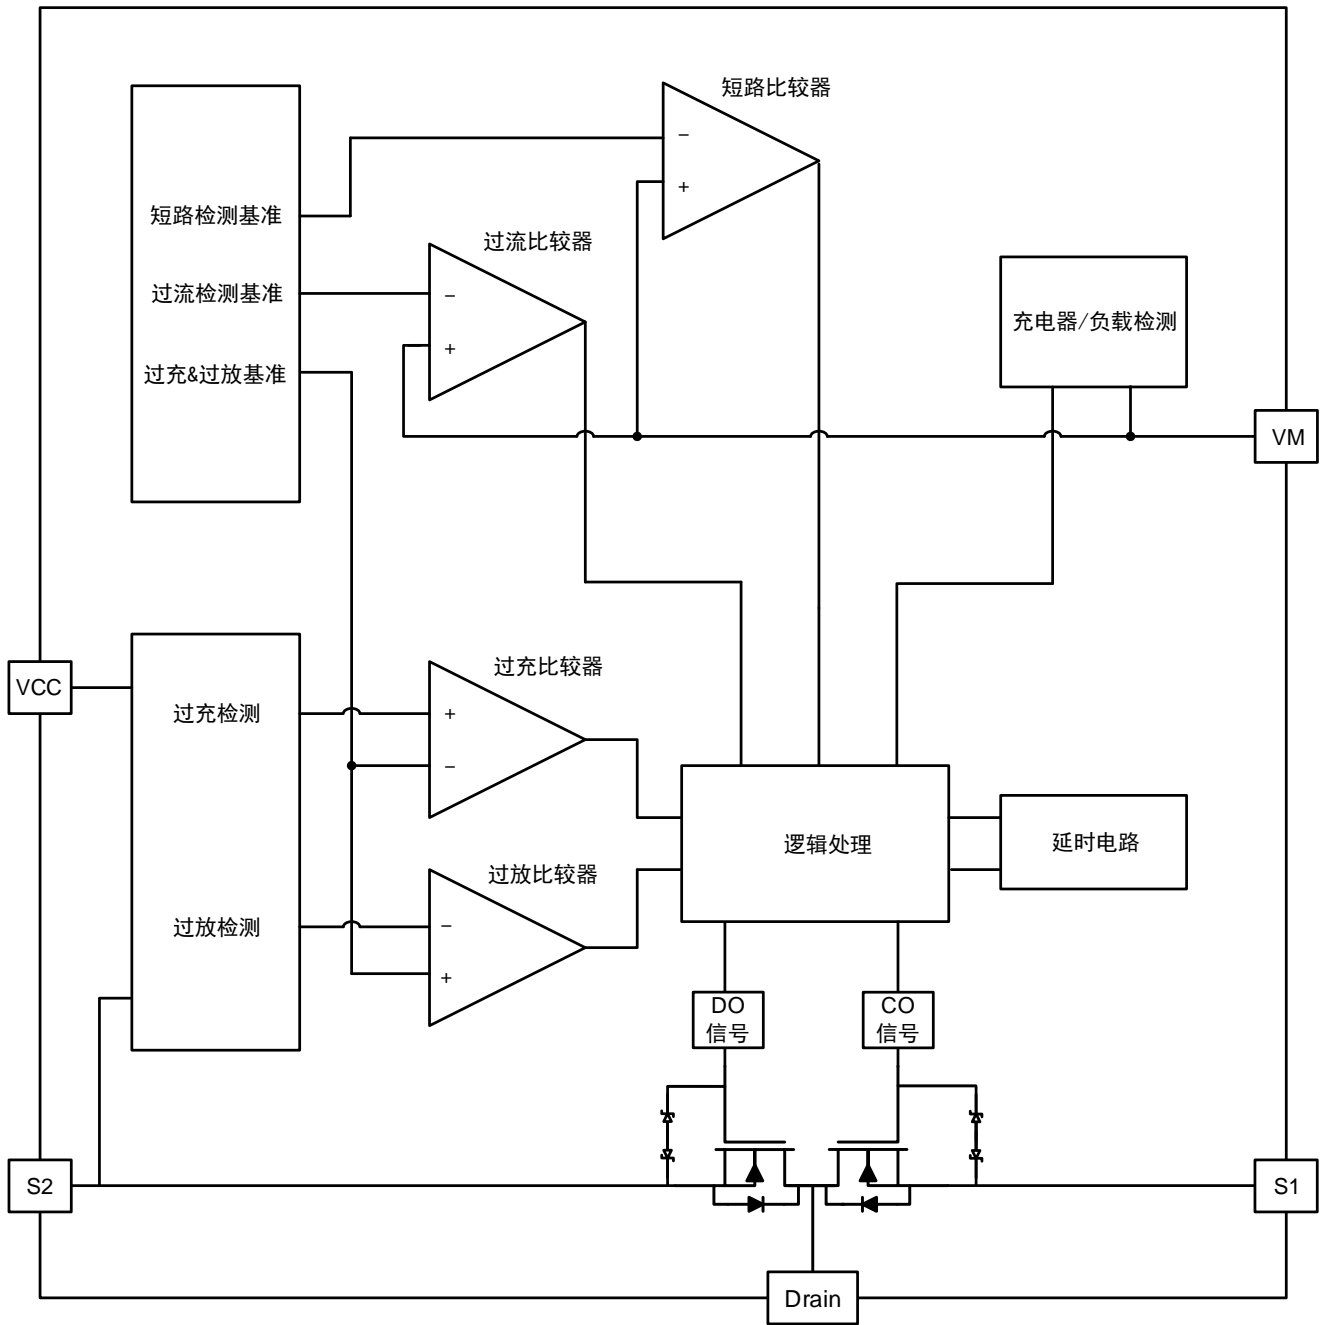 短路比较器
−
+
短路检测基准
过流比较器
过流检测基准
−
+
充电器/负载检测
过充&过放基准
VM
过充比较器
VCC
过充检测
+
−
逻辑处理
延时电路
过放比较器
过放检测
−
+
DO
信号
CO
信号
S2
S1
Drain